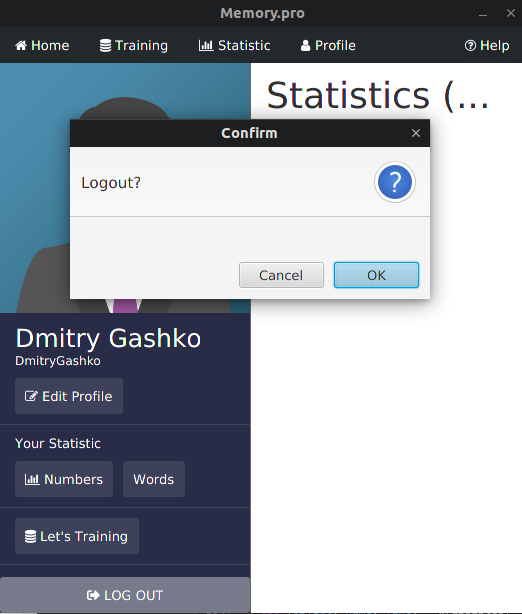 Memory.pro
Home Training Statistic Profile Help
Statistics (...
Confirm
Logout?
?
Cancel OK
Dmitry Gashko
DmitryGashko
Edit Profile
Your Statistic
Numbers Words
Let's Training
LOG OUT